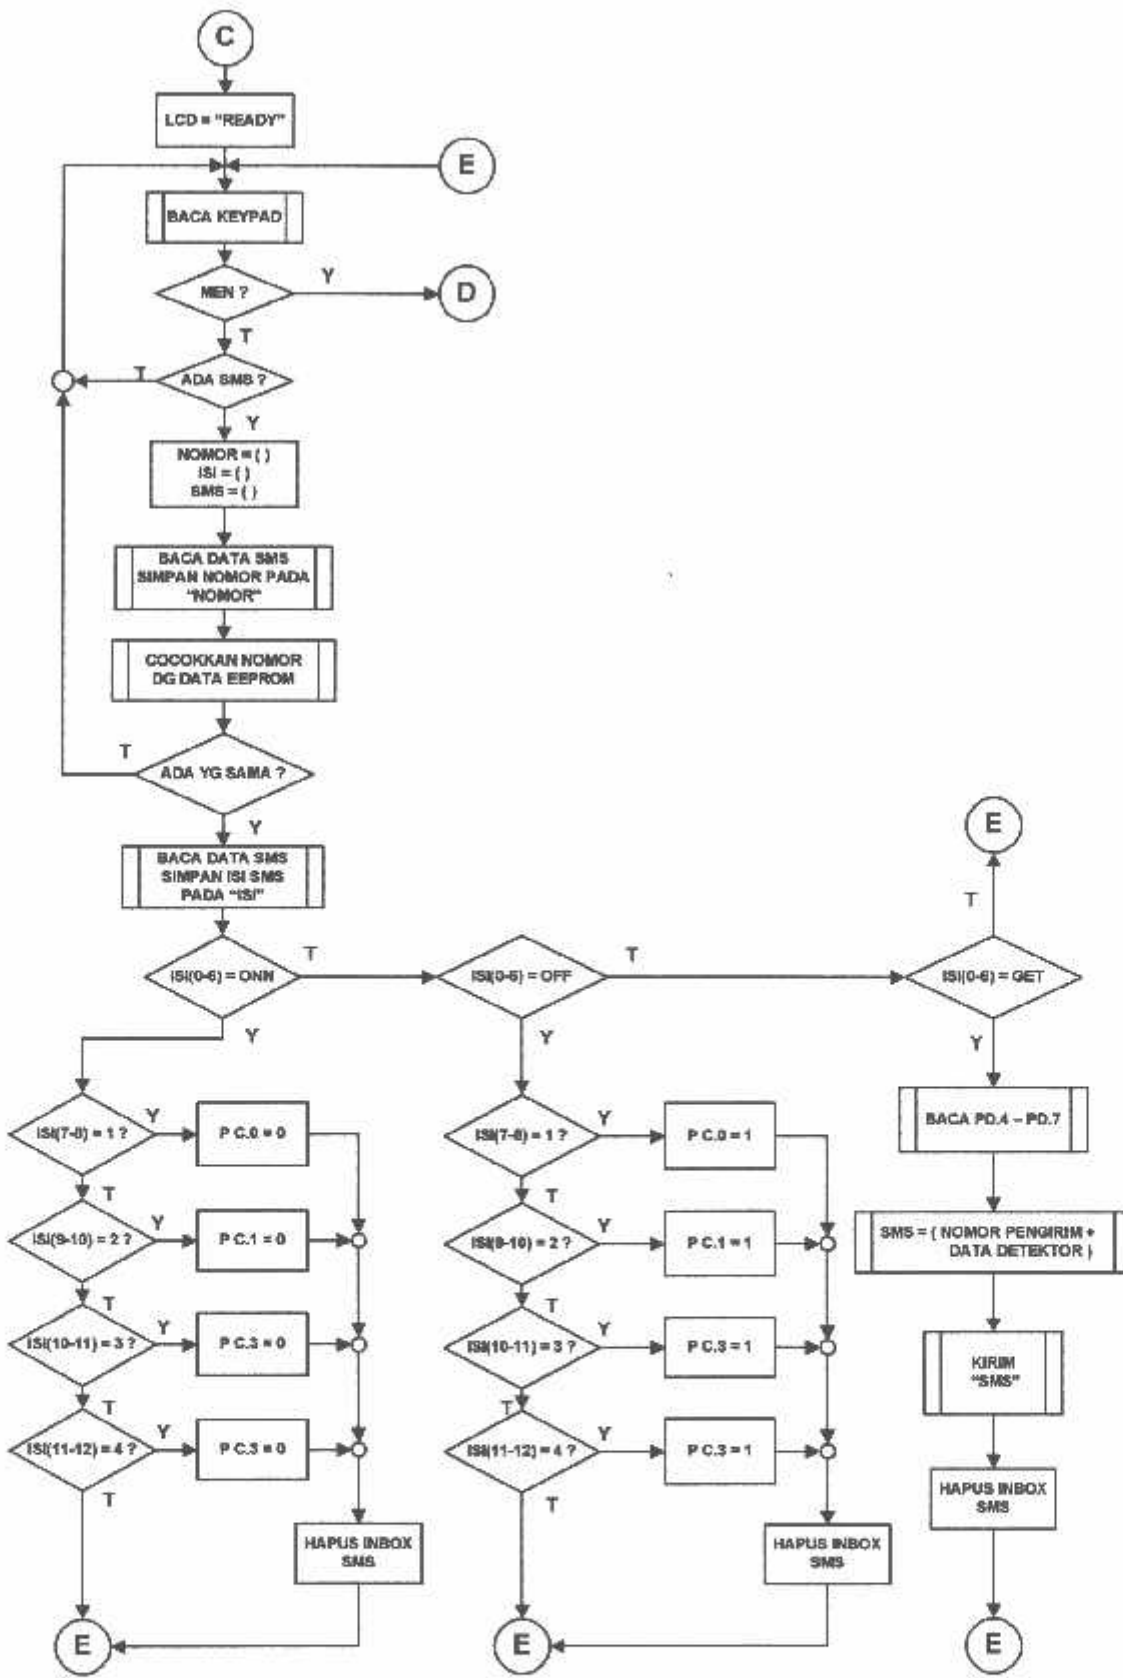 C
LCD = "READY"
E
BACA KEYPAD
MEN ?
Y
D
T
ADA SMS ?
T
Y
NOMOR = ( )
ISI = ( )
SMS = ( )
BACA DATA SMS
SIMPAN NOMOR PADA
"NOMOR"
COCOKKAN NOMOR
DG DATA EEPROM
ADA YG SAMA ?
T
Y
BACA DATA SMS
SIMPAN ISI SMS
PADA "ISI"
E
T
ISI(0-6) = ONN
T
ISI(0-6) = OFF
T
ISI(0-6) = GET
Y
Y
Y
ISI(7-8) = 1 ?
Y
P C.0 = 0
T
ISI(9-10) = 2 ?
Y
P C.1 = 0
T
ISI(10-11) = 3 ?
Y
P C.3 = 0
T
ISI(11-12) = 4 ?
Y
P C.3 = 0
T
HAPUS INBOX
SMS
E
ISI(7-8) = 1 ?
Y
P C.0 = 1
T
ISI(9-10) = 2 ?
Y
P C.1 = 1
T
ISI(10-11) = 3 ?
Y
P C.3 = 1
T
ISI(11-12) = 4 ?
Y
P C.3 = 1
T
HAPUS INBOX
SMS
E
BACA PD.4 – PD.7
SMS = ( NOMOR PENGIRIM +
DATA DETEKTOR )
KIRIM
"SMS"
HAPUS INBOX
SMS
E